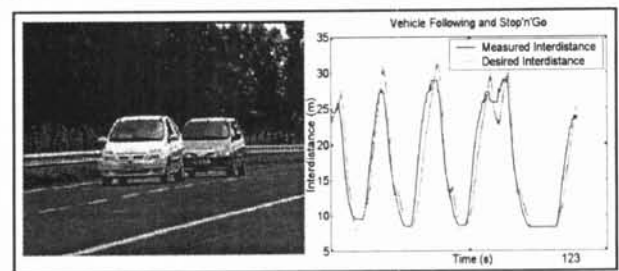 Vehicle Following and Stop'n'Go
Measured Interdistance
Desired Interdistance
Interdistance (m)
35
30
25
20
15
10
5
Time (s)
123